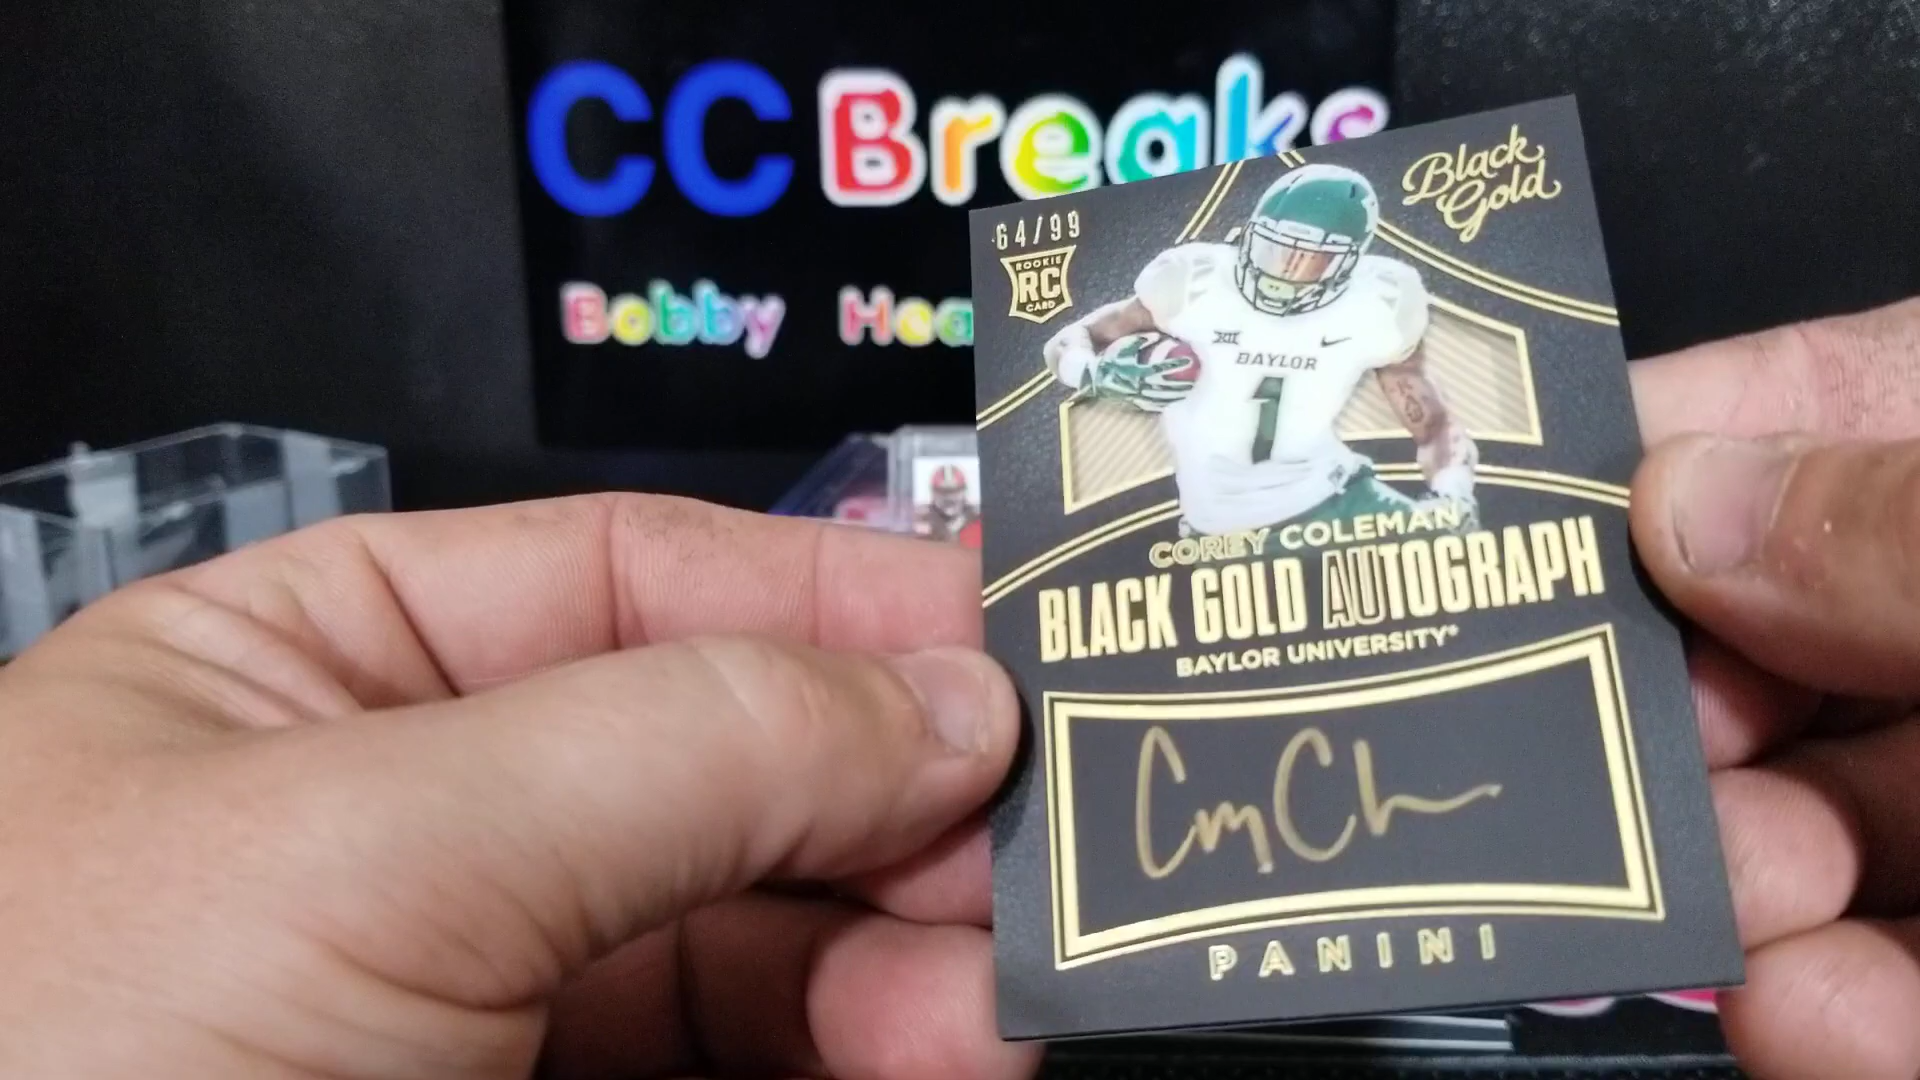 CC Breaks
Bobby
Black
Gold
64/99
ROOKIE
RC
CARD
XII
BAYLOR
1
COREY COLEMAN
BLACK GOLD AUTOGRAPH
BAYLOR UNIVERSITY®
PANINI